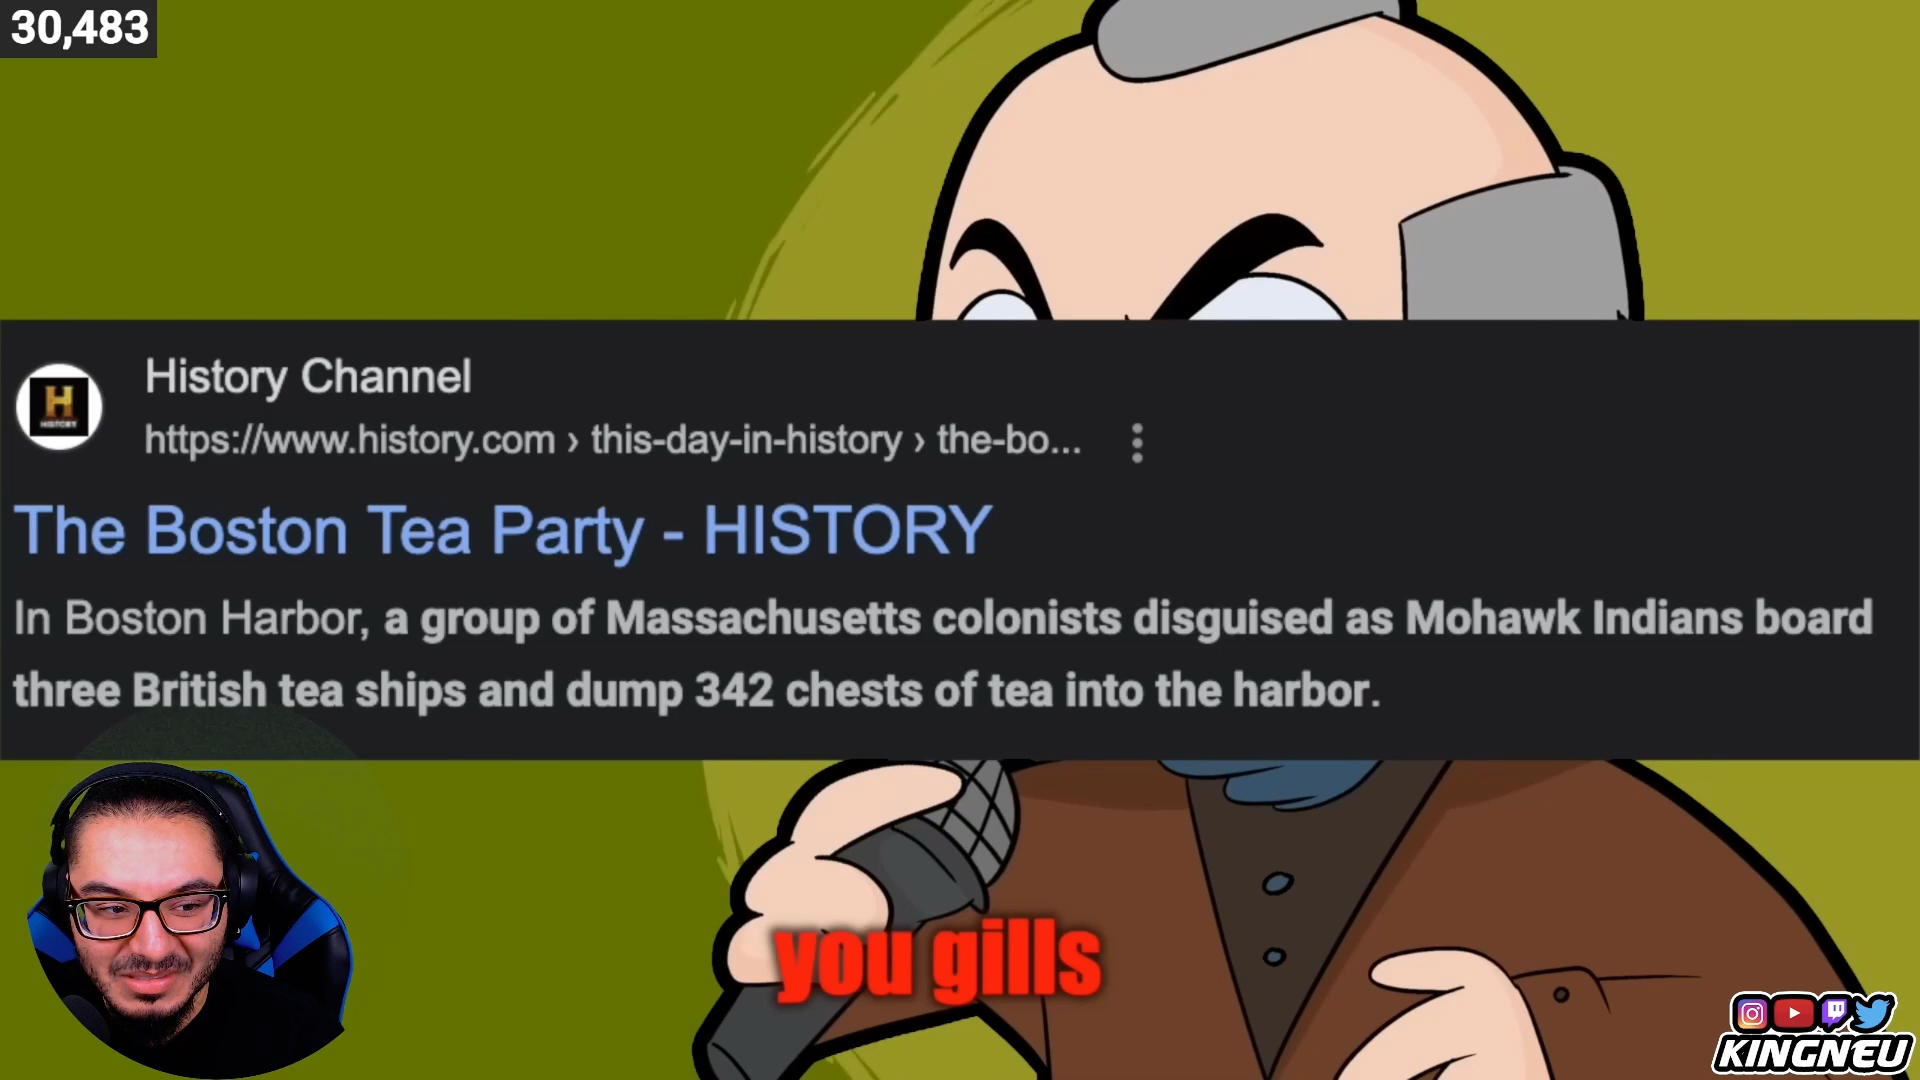 30,483
History Channel
https://www.history.com › this-day-in-history › the-bo...
The Boston Tea Party - HISTORY
In Boston Harbor, a group of Massachusetts colonists disguised as Mohawk Indians board
three British tea ships and dump 342 chests of tea into the harbor.
H
HISTORY
you gills
KINGNEU